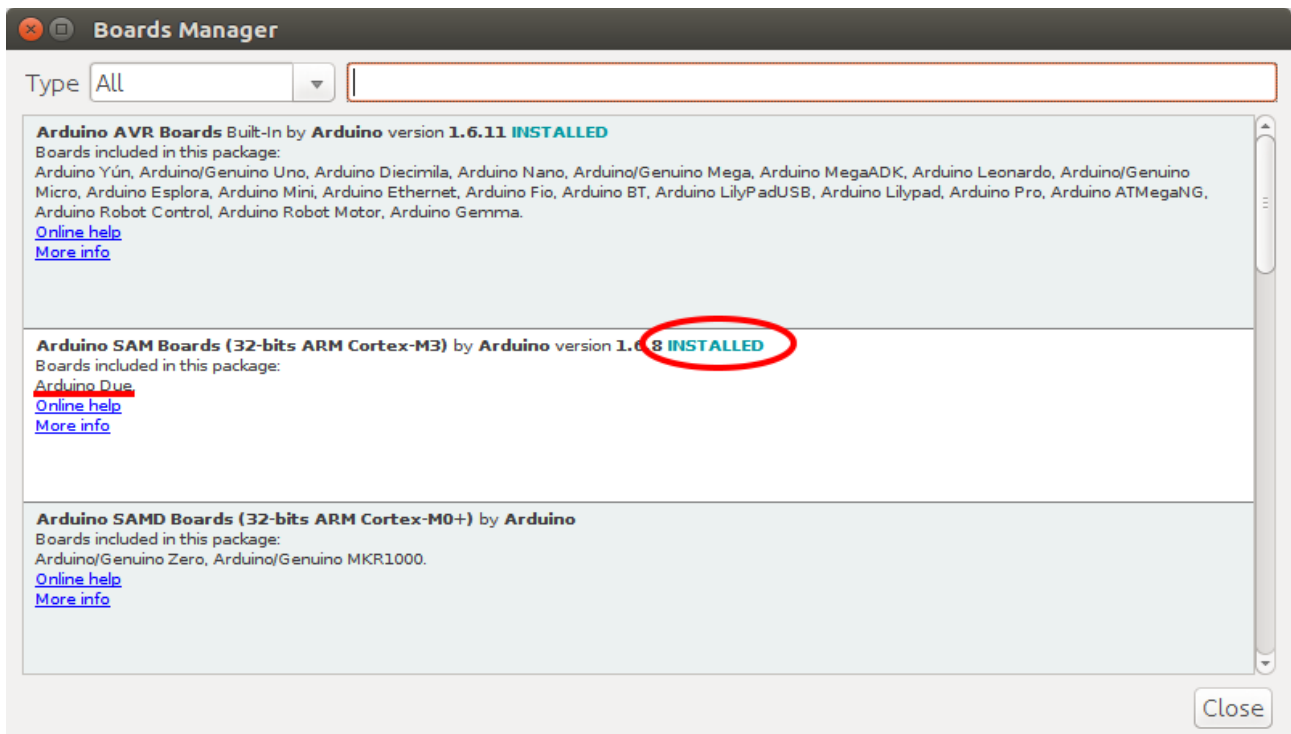 Boards Manager
Type All
Arduino AVR Boards Built-In by Arduino version 1.6.11 INSTALLED
Boards included in this package:
Arduino Yún, Arduino/Genuino Uno, Arduino Diecimila, Arduino Nano, Arduino/Genuino Mega, Arduino MegaADK, Arduino Leonardo, Arduino/Genuino
Micro, Arduino Esplora, Arduino Mini, Arduino Ethernet, Arduino Fio, Arduino BT, Arduino LilyPadUSB, Arduino Lilypad, Arduino Pro, Arduino ATMegaNG,
Arduino Robot Control, Arduino Robot Motor, Arduino Gemma.
Online help
More info
Arduino SAM Boards (32-bits ARM Cortex-M3) by Arduino version 1.6.8 INSTALLED
Boards included in this package:
Arduino Due.
Online help
More info
Arduino SAMD Boards (32-bits ARM Cortex-M0+) by Arduino
Boards included in this package:
Arduino/Genuino Zero, Arduino/Genuino MKR1000.
Online help
More info
Close